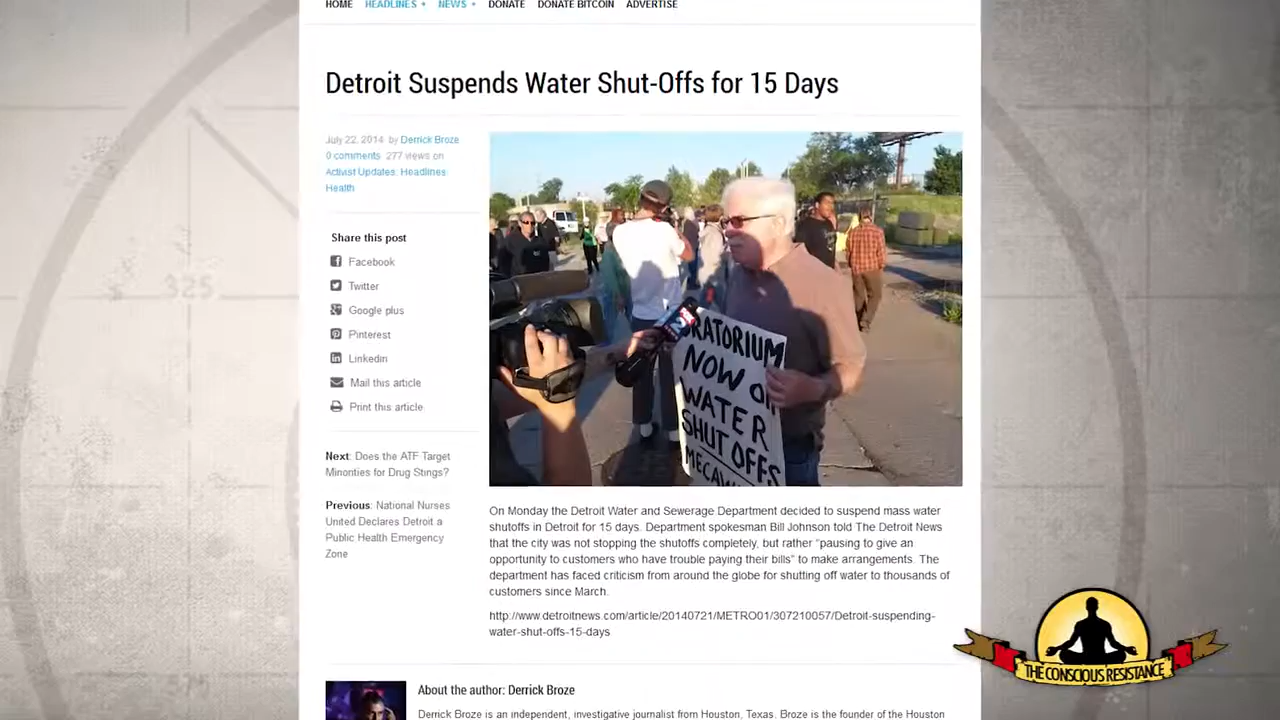 HOME HEADLINES NEWS DONATE DONATE BITCOIN ADVERTISE
Detroit Suspends Water Shut-Offs for 15 Days
July 22, 2014 by Derrick Broze
0 comments 277 views on
Activist Updates, Headlines,
Health
Share this post
Facebook
Twitter
Google plus
Pinterest
Linkedin
Mail this article
Print this article
Next: Does the ATF Target
Minorities for Drug Stings?
Previous: National Nurses
United Declares Detroit a
Public Health Emergency
Zone
RATORIUM
NOW
WATER
SHUT OFFS
On Monday the Detroit Water and Sewerage Department decided to suspend mass water
shutoffs in Detroit for 15 days. Department spokesman Bill Johnson told The Detroit News
that the city was not stopping the shutoffs completely, but rather “pausing to give an
opportunity to customers who have trouble paying their bills” to make arrangements. The
department has faced criticism from around the globe for shutting off water to thousands of
customers since March.
http://www.detroitnews.com/article/20140721/METRO01/307210057/Detroit-suspending-
water-shut-offs-15-days
About the author: Derrick Broze
Derrick Broze is an independent, investigative journalist from Houston, Texas. Broze is the founder of the Houston
THE CONSCIOUS RESISTANCE
325